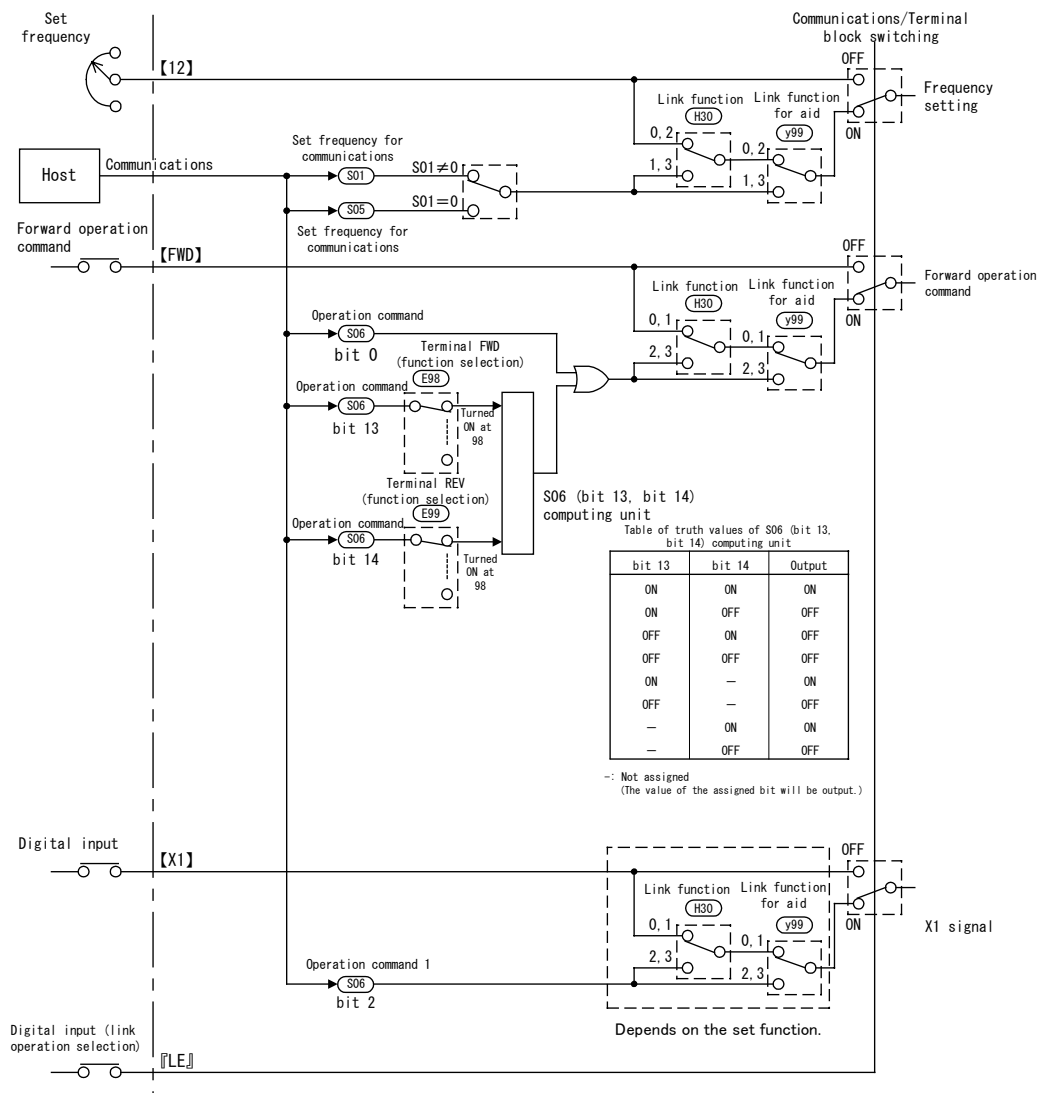 Set
frequency
Communications/Terminal
block switching
【12】
OFF
Link function
H30
Link function
for aid
y99
Frequency
setting
0, 2
1, 3
0, 2
1, 3
ON
Host
Communications
Set frequency for
communications
S01
S01≠0
S05
S01=0
Set frequency for
communications
Forward operation
command
【FWD】
OFF
Link function
H30
Link function
for aid
y99
Forward operation
command
0, 1
2, 3
0, 1
2, 3
ON
Operation command
S06
bit 0
Terminal FWD
(function selection)
E98
Operation command
S06
bit 13
Turned
ON at
98
Terminal REV
(function selection)
E99
Operation command
S06
bit 14
Turned
ON at
98
S06 (bit 13, bit 14)
computing unit
Table of truth values of S06 (bit 13,
bit 14) computing unit
bit 13 bit 14 Output
ON ON ON
ON OFF OFF
OFF ON OFF
OFF OFF OFF
ON — ON
OFF — OFF
— ON ON
— OFF OFF
-: Not assigned
(The value of the assigned bit will be output.)
Digital input
【X1】
OFF
Link function
H30
Link function
for aid
y99
0, 1
2, 3
0, 1
2, 3
ON
X1 signal
Operation command 1
S06
bit 2
Depends on the set function.
Digital input (link
operation selection)
『LE』